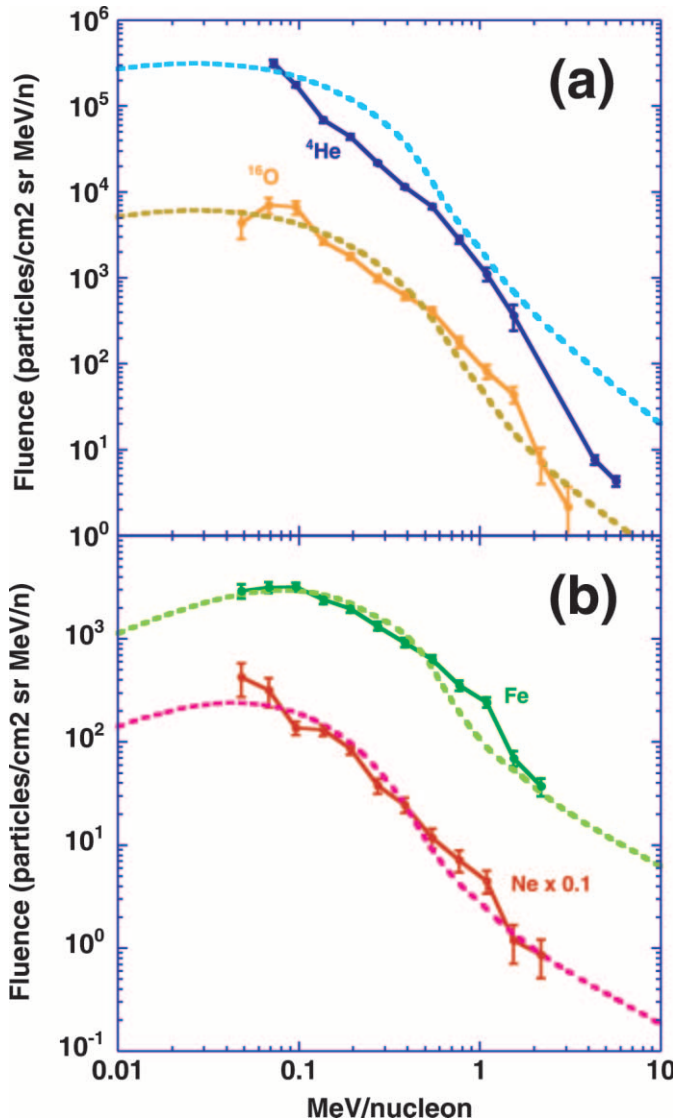 10^6
(a)
10^5
^4He
^16O
10^4
10^3
10^2
10^1
10^0
Fluence (particles/cm2 sr MeV/n)
(b)
10^3
Fe
10^2
10^1
Ne x 0.1
10^0
10^-1
Fluence (particles/cm2 sr MeV/n)
0.01 0.1 1 10
MeV/nucleon